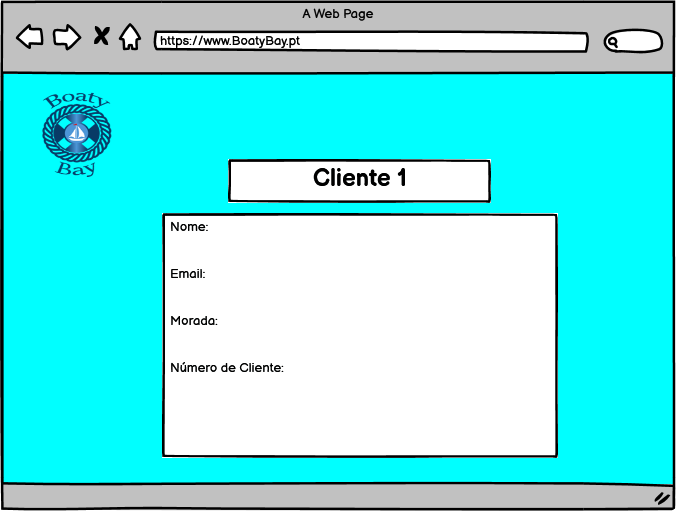 A Web Page
https://www.BoatyBay.pt
Boaty
Bay
Cliente 1
Nome:
Email:
Morada:
Número de Cliente: